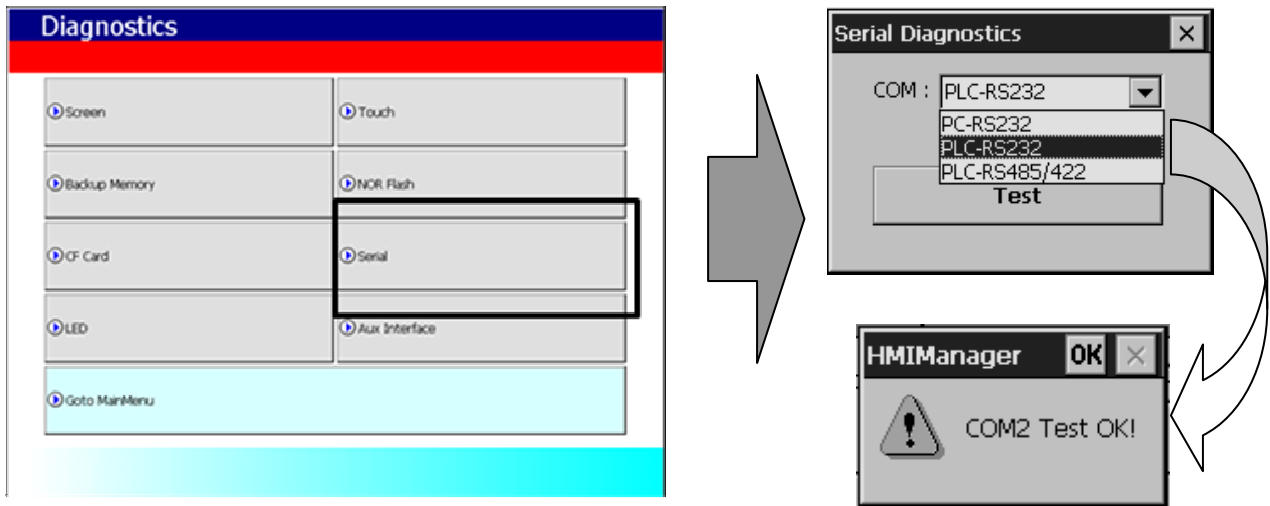 Diagnostics
Screen
Touch
Backup Memory
NOR Flash
CF Card
Serial
LED
Aux Interface
Goto MainMenu
Serial Diagnostics
COM : PLC-RS232
PC-RS232
PLC-RS232
PLC-RS485/422
Test
HMIManager OK
COM2 Test OK!